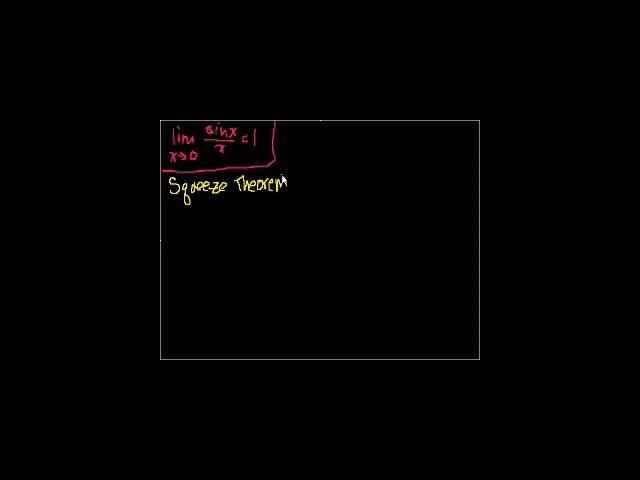 lim sinx/x = 1
x→0
Squeeze Theorem